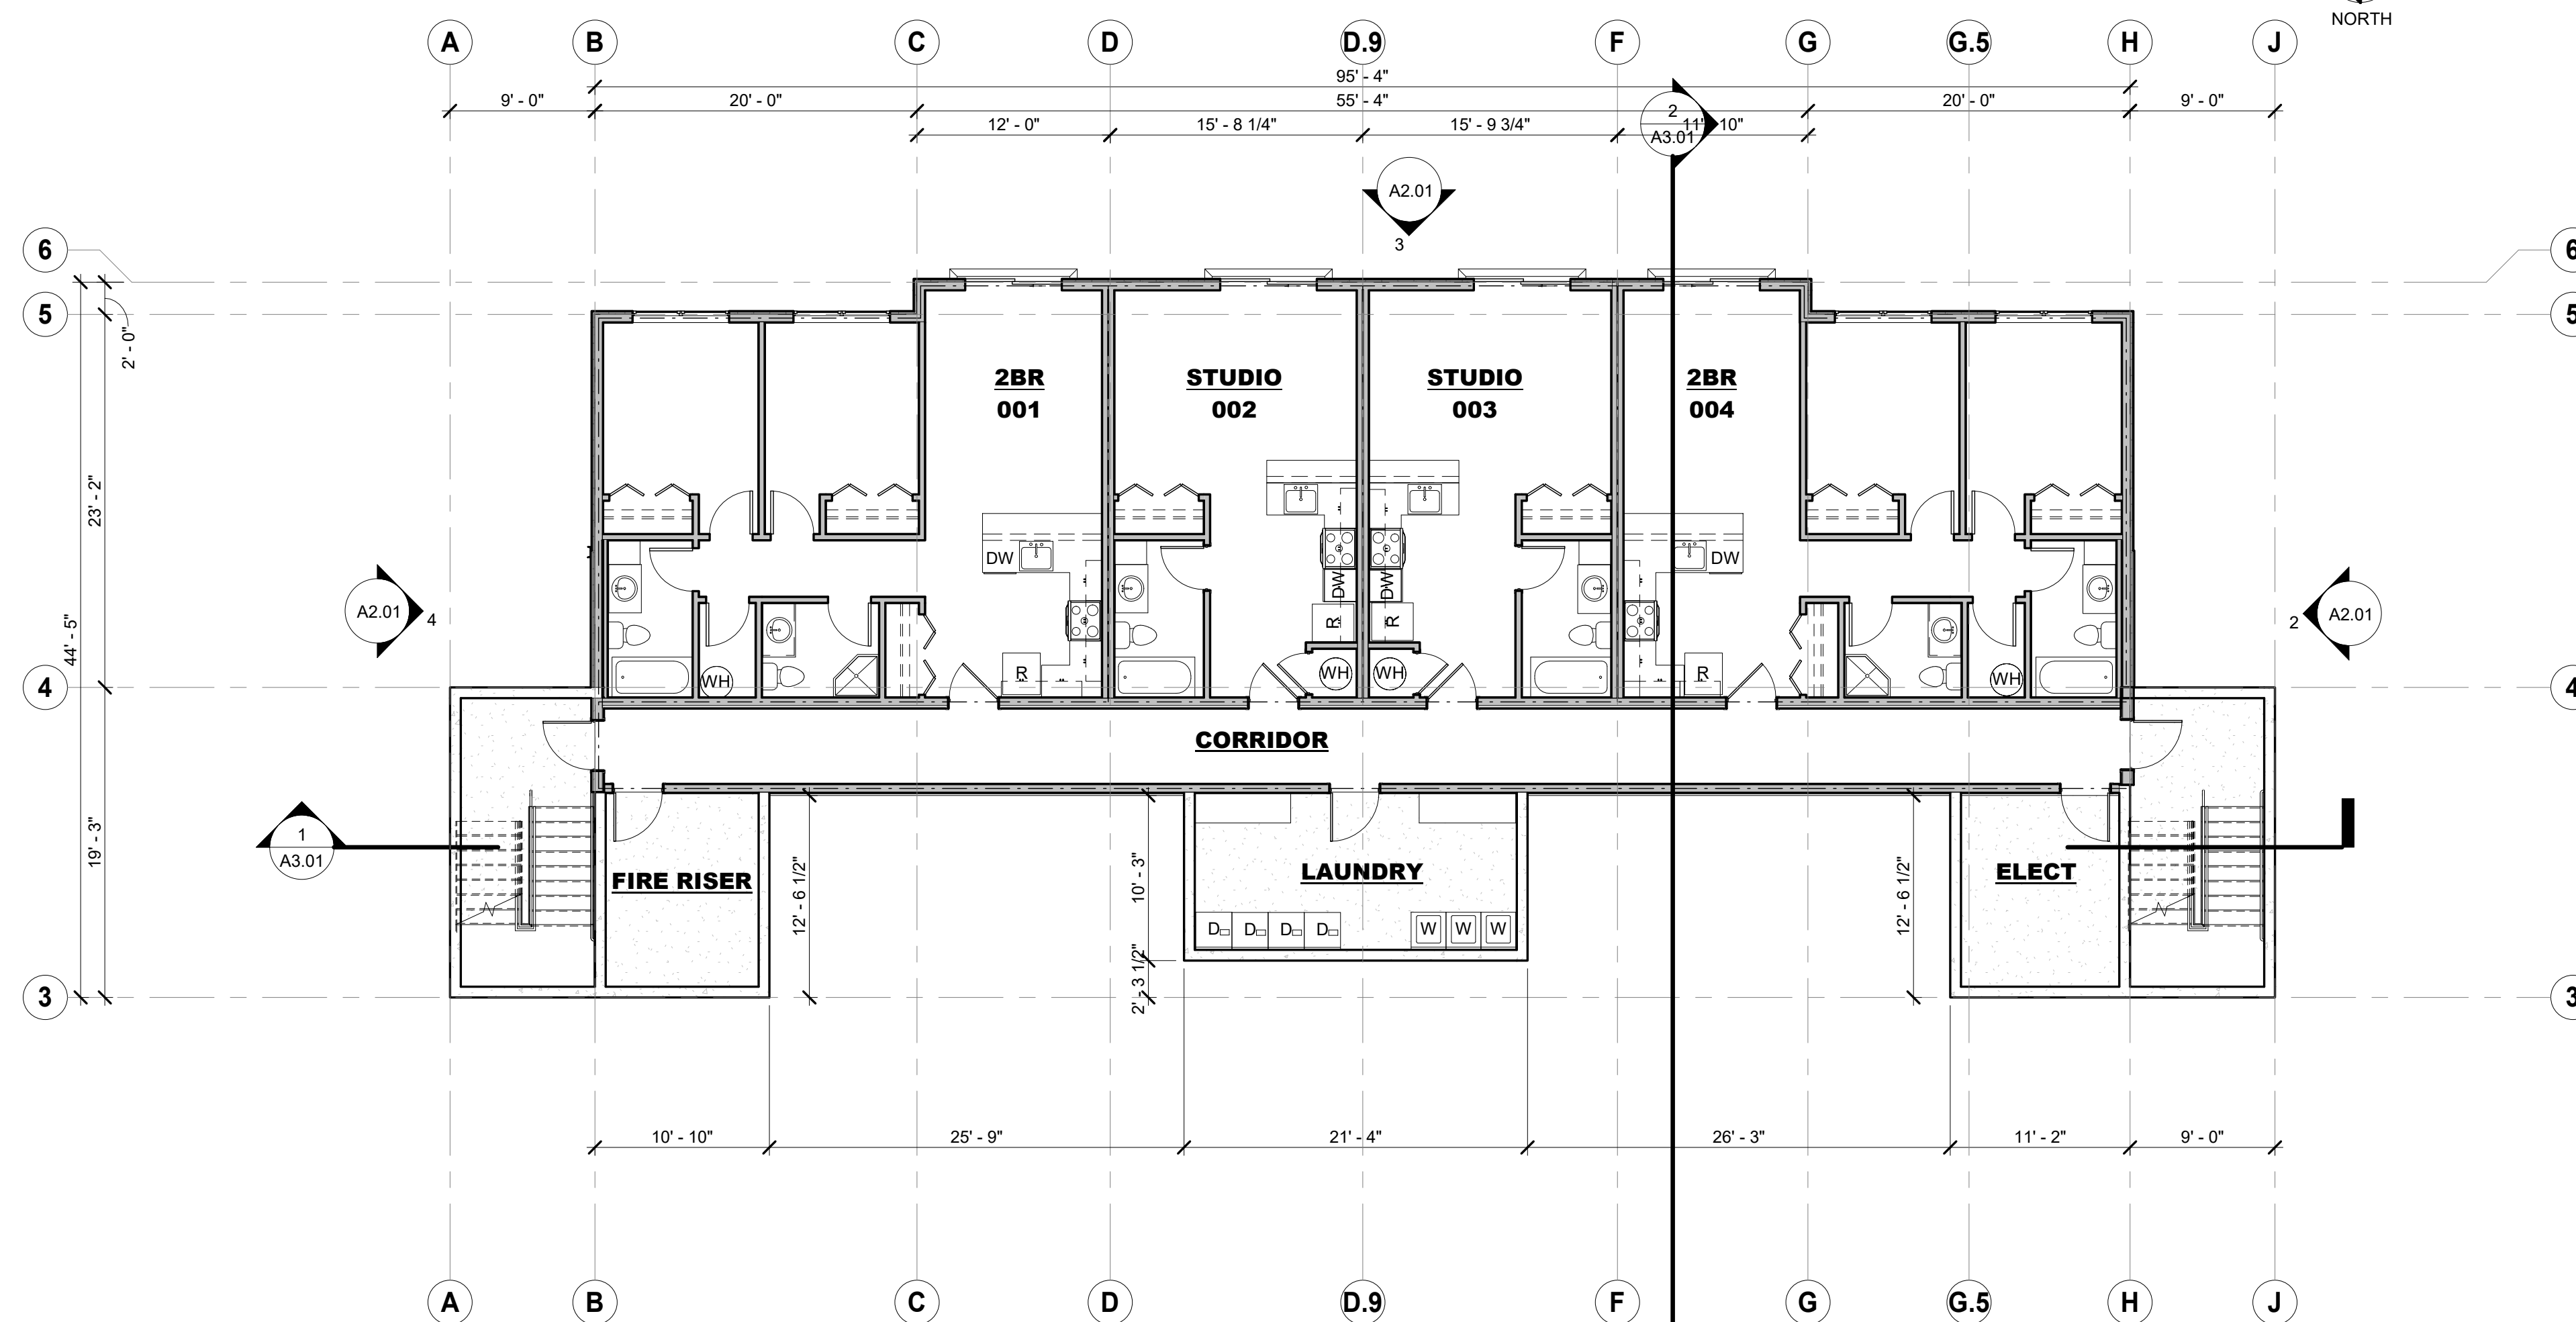 NORTH
A B C D D.9 F G G.5 H J
95' - 4"
9' - 0" 20' - 0" 55' - 4" 20' - 0" 9' - 0"
12' - 0" 15' - 8 1/4" 15' - 9 3/4" 11' - 10"
2
A3.01
A2.01
3
6 6
5 5
2' - 0"
2BR STUDIO STUDIO 2BR
001 002 003 004
23' - 2"
DW DW DW DW
A2.01 4
2 A2.01
44' - 5"
R R R R
WH WH WH WH
4 4
CORRIDOR
1
A3.01
19' - 3"
FIRE RISER
12' - 6 1/2"
10' - 3"
LAUNDRY
12' - 6 1/2"
ELECT
D D D D W W W
2' - 3 1/2"
3 3
10' - 10" 25' - 9" 21' - 4" 26' - 3" 11' - 2" 9' - 0"
A B C D D.9 F G G.5 H J